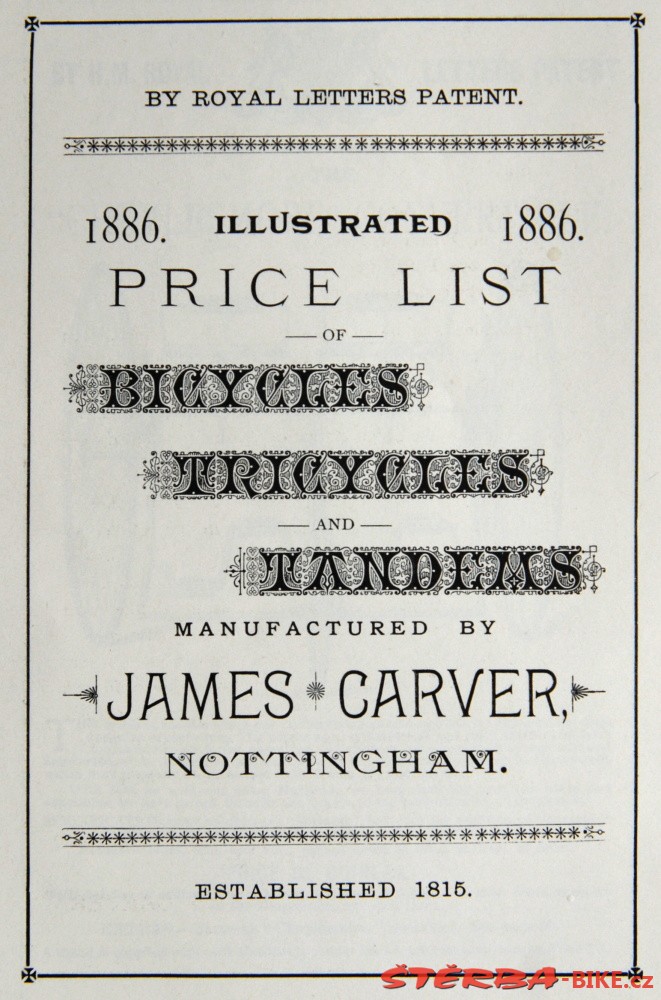 BY ROYAL LETTERS PATENT.
1886. ILLUSTRATED 1886.
PRICE LIST
— OF —
BICYCLES
TRICYCLES
— AND —
TANDEMS
MANUFACTURED BY
JAMES CARVER,
NOTTINGHAM.
ESTABLISHED 1815.
ŠTĚRBA-BIKE.cz